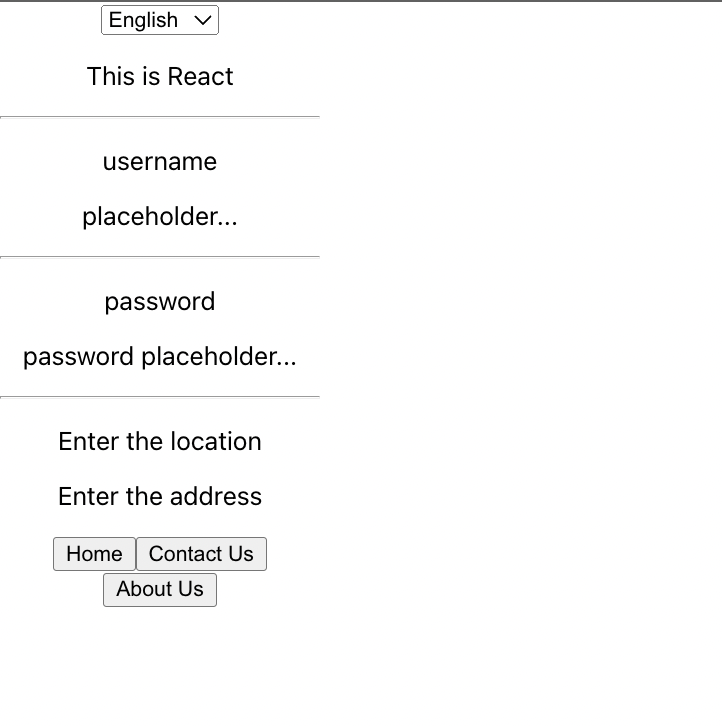 English
This is React
username
placeholder...
password
password placeholder...
Enter the location
Enter the address
Home Contact Us
About Us